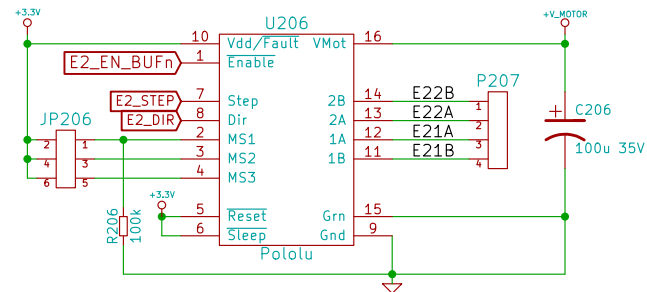 +3.3V
U206
+V_MOTOR
10 Vdd/Fault VMot 16
E2_EN_BUFn 1 Enable
P207
E2_STEP 7 Step 2B 14 E22B 1
C206
E2_DIR 8 Dir 2A 13 E22A 2
+
JP206
2 1 2 MS1 1A 12 E21A 3
100u 35V
4 3 3 MS2 1B 11 E21B 4
6 5 4 MS3
+3.3V
R206
100k
5 Reset Grn 15
6 Sleep Gnd 9
Pololu